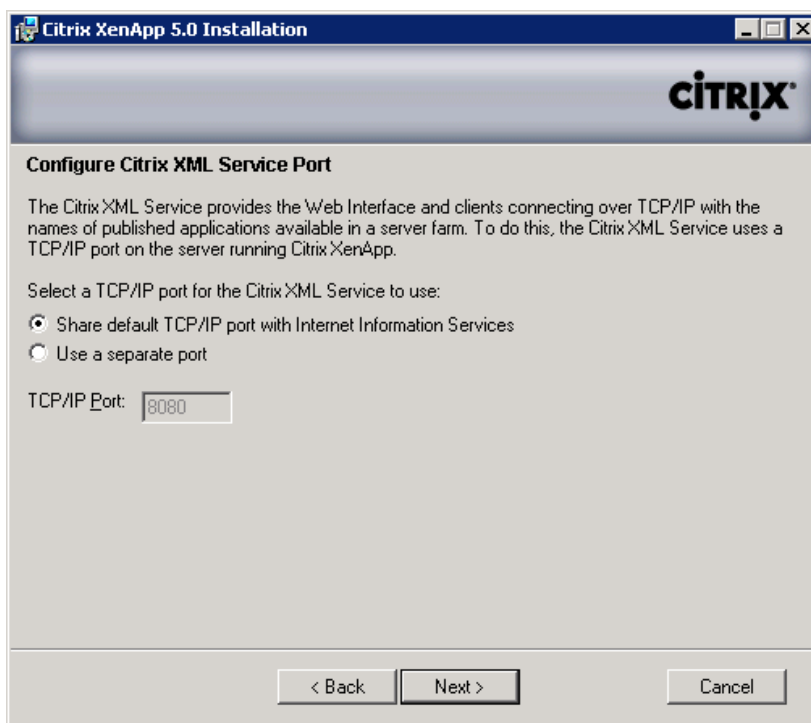 Citrix XenApp 5.0 Installation
CITRIX
Configure Citrix XML Service Port
The Citrix XML Service provides the Web Interface and clients connecting over TCP/IP with the
names of published applications available in a server farm. To do this, the Citrix XML Service uses a
TCP/IP port on the server running Citrix XenApp.
Select a TCP/IP port for the Citrix XML Service to use:
Share default TCP/IP port with Internet Information Services
Use a separate port
TCP/IP Port: 8080
< Back Next > Cancel